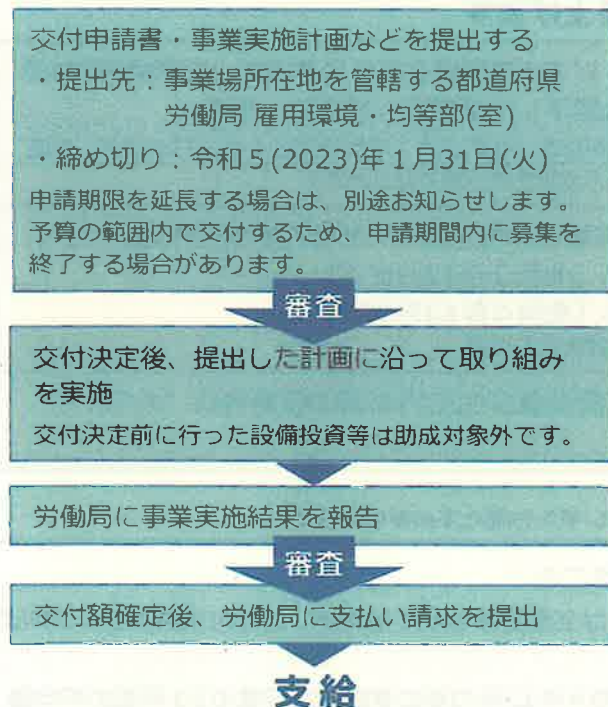 交付申請書・事業実施計画などを提出する
・提出先：事業場所在地を管轄する都道府県
労働局 雇用環境・均等部(室)
・締め切り：令和５(2023)年１月31日(火)
申請期限を延長する場合は、別途お知らせします。
予算の範囲内で交付するため、申請期間内に募集を
終了する場合があります。
審査
交付決定後、提出した計画に沿って取り組み
を実施
交付決定前に行った設備投資等は助成対象外です。
労働局に事業実施結果を報告
審査
交付額確定後、労働局に支払い請求を提出
支給